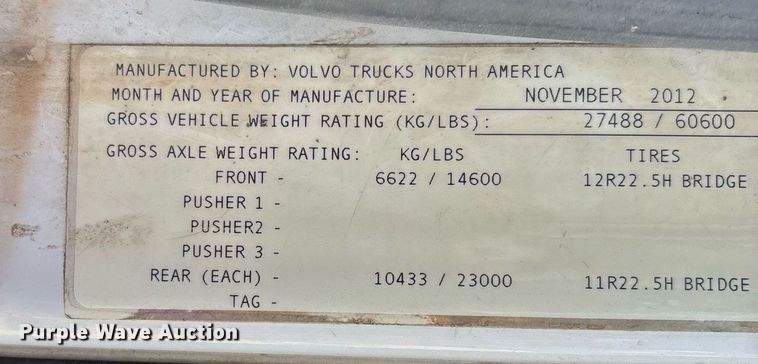 MANUFACTURED BY: VOLVO TRUCKS NORTH AMERICA
MONTH AND YEAR OF MANUFACTURE: NOVEMBER 2012
GROSS VEHICLE WEIGHT RATING (KG/LBS): 27488 / 60600
GROSS AXLE WEIGHT RATING: KG/LBS TIRES
FRONT - 6622 / 14600 12R22.5H BRIDGE
PUSHER 1 -
PUSHER2 -
PUSHER 3 -
REAR (EACH) - 10433 / 23000 11R22.5H BRIDGE
TAG -
Purple Wave Auction